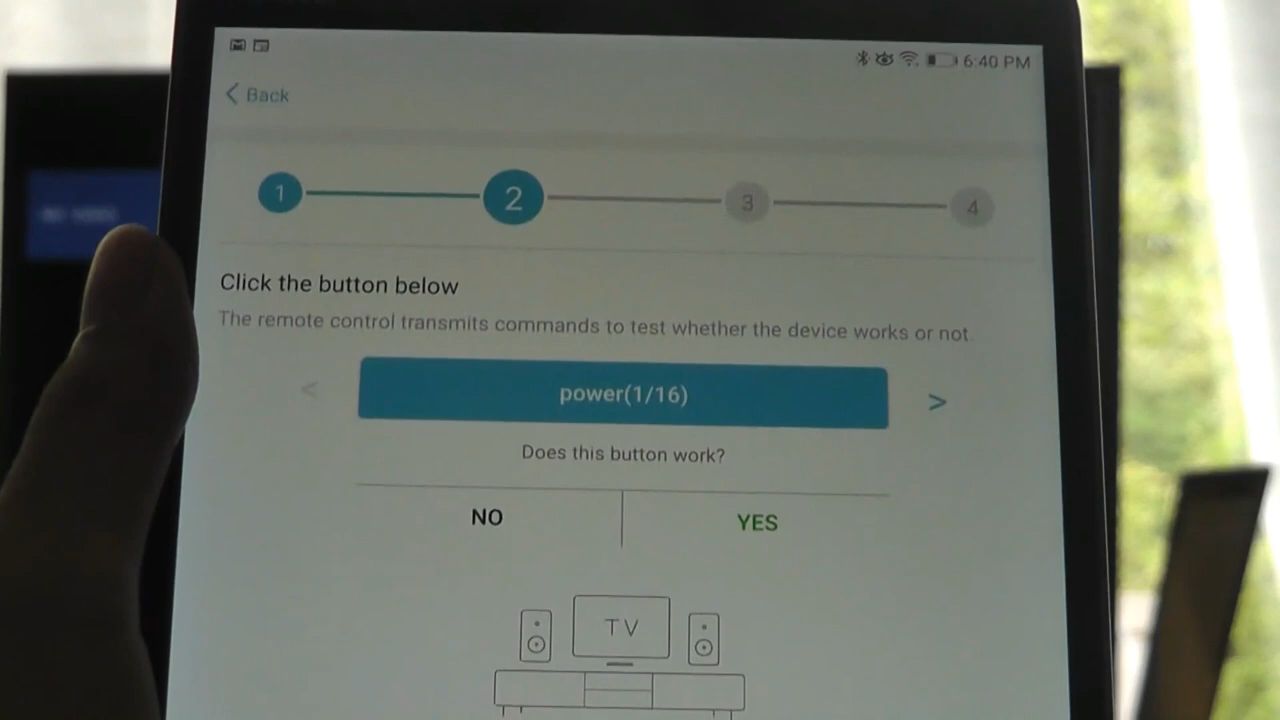 6:40 PM
< Back
1 2 3 4
Click the button below
The remote control transmits commands to test whether the device works or not.
< power(1/16) >
Does this button work?
NO YES
TV